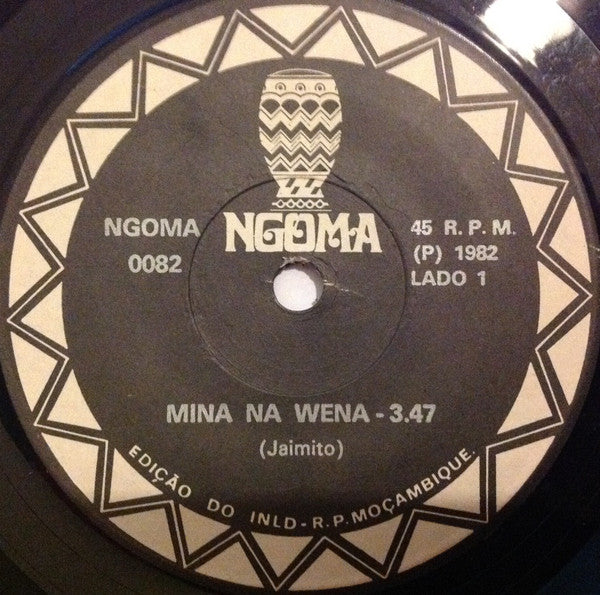 NGOMA
NGOMA
0082
45 R. P. M.
(P) 1982
LADO 1
MINA NA WENA - 3.47
(Jaimito)
EDIÇÃO DO INLD - R.P. MOÇAMBIQUE.